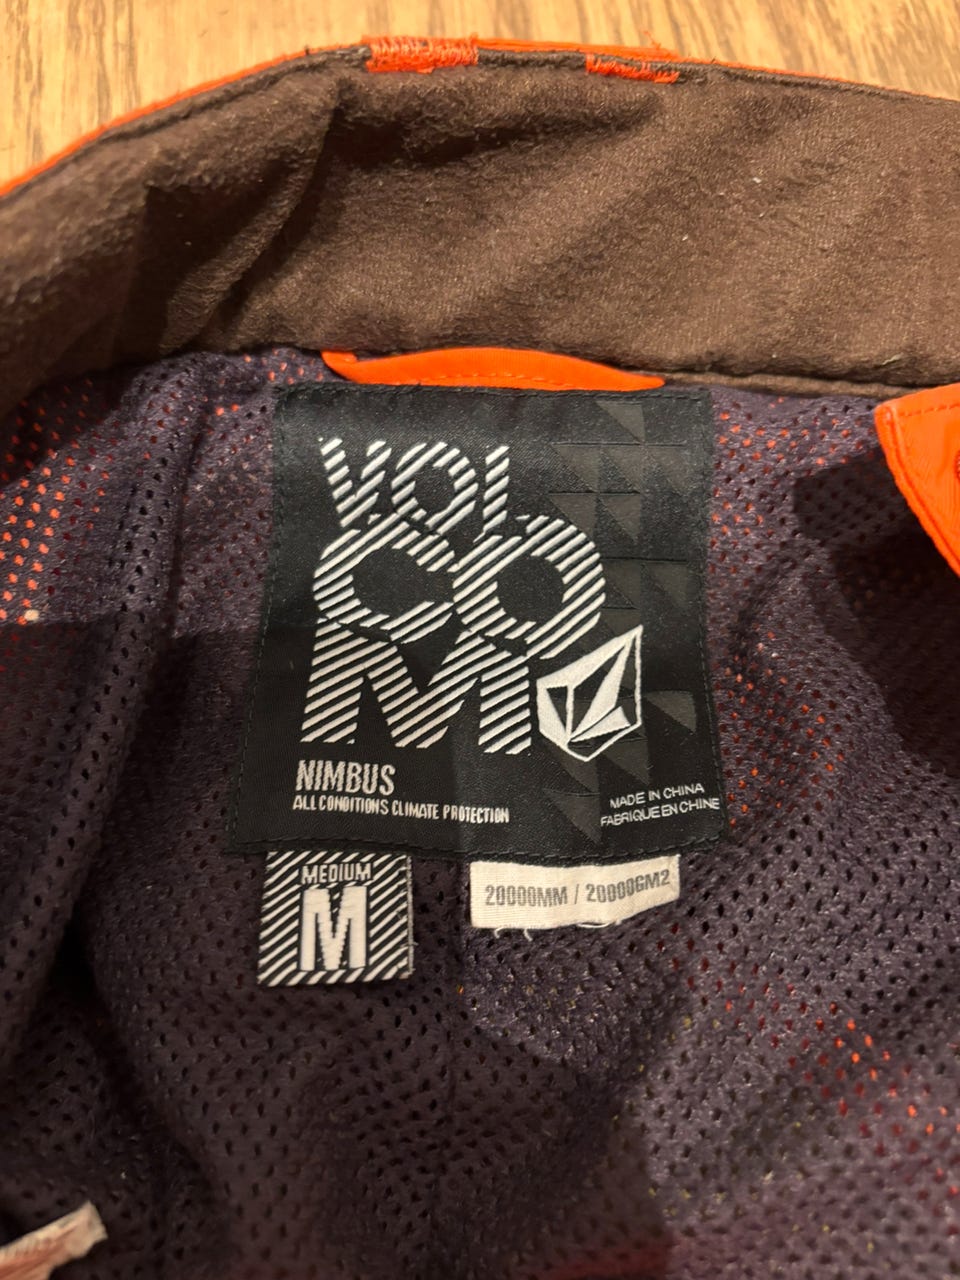 VOL
CO
M
NIMBUS
ALL CONDITIONS CLIMATE PROTECTION
MADE IN CHINA
FABRIQUE EN CHINE
MEDIUM
M
20000MM / 20000GM2